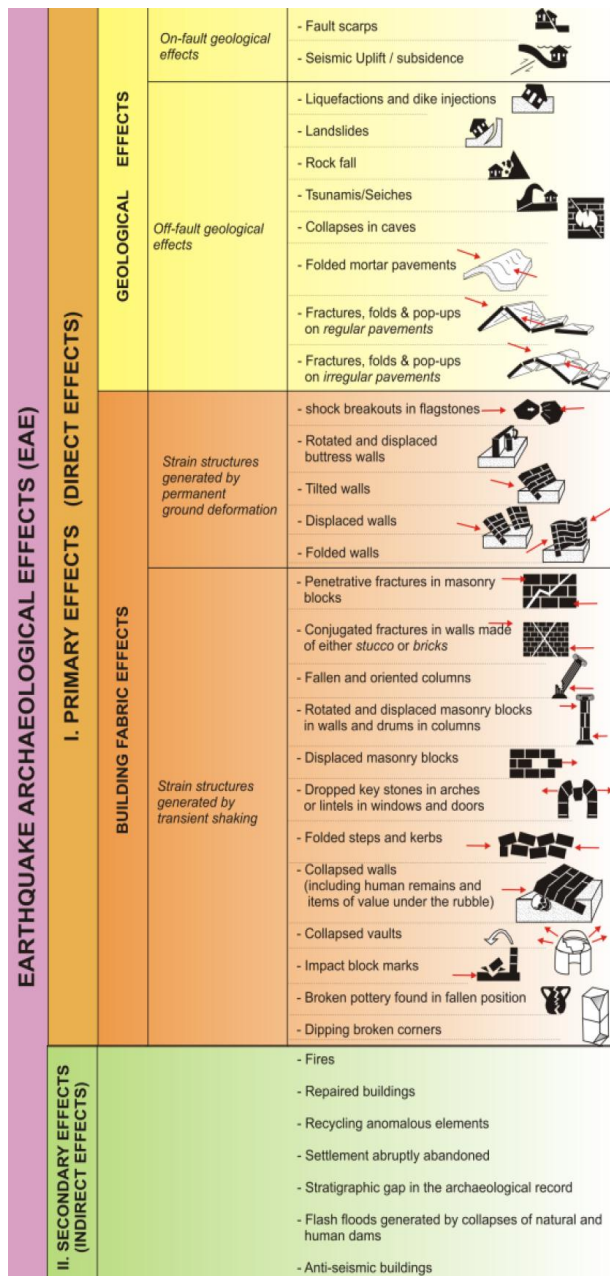 EARTHQUAKE ARCHAEOLOGICAL EFFECTS (EAE)
I. PRIMARY EFFECTS (DIRECT EFFECTS)
GEOLOGICAL EFFECTS
On-fault geological
effects
- Fault scarps
- Seismic Uplift / subsidence
Off-fault geological
effects
- Liquefactions and dike injections
- Landslides
- Rock fall
- Tsunamis/Seiches
- Collapses in caves
- Folded mortar pavements
- Fractures, folds & pop-ups
on regular pavements
- Fractures, folds & pop-ups
on irregular pavements
BUILDING FABRIC EFFECTS
Strain structures
generated by
permanent
ground deformation
- shock breakouts in flagstones
- Rotated and displaced
buttress walls
- Tilted walls
- Displaced walls
- Folded walls
Strain structures
generated by
transient shaking
- Penetrative fractures in masonry
blocks
- Conjugated fractures in walls made
of either stucco or bricks
- Fallen and oriented columns
- Rotated and displaced masonry blocks
in walls and drums in columns
- Displaced masonry blocks
- Dropped key stones in arches
or lintels in windows and doors
- Folded steps and kerbs
- Collapsed walls
(including human remains and
items of value under the rubble)
- Collapsed vaults
- Impact block marks
- Broken pottery found in fallen position
- Dipping broken corners
II. SECONDARY EFFECTS
(INDIRECT EFFECTS)
- Fires
- Repaired buildings
- Recycling anomalous elements
- Settlement abruptly abandoned
- Stratigraphic gap in the archaeological record
- Flash floods generated by collapses of natural and
human dams
- Anti-seismic buildings